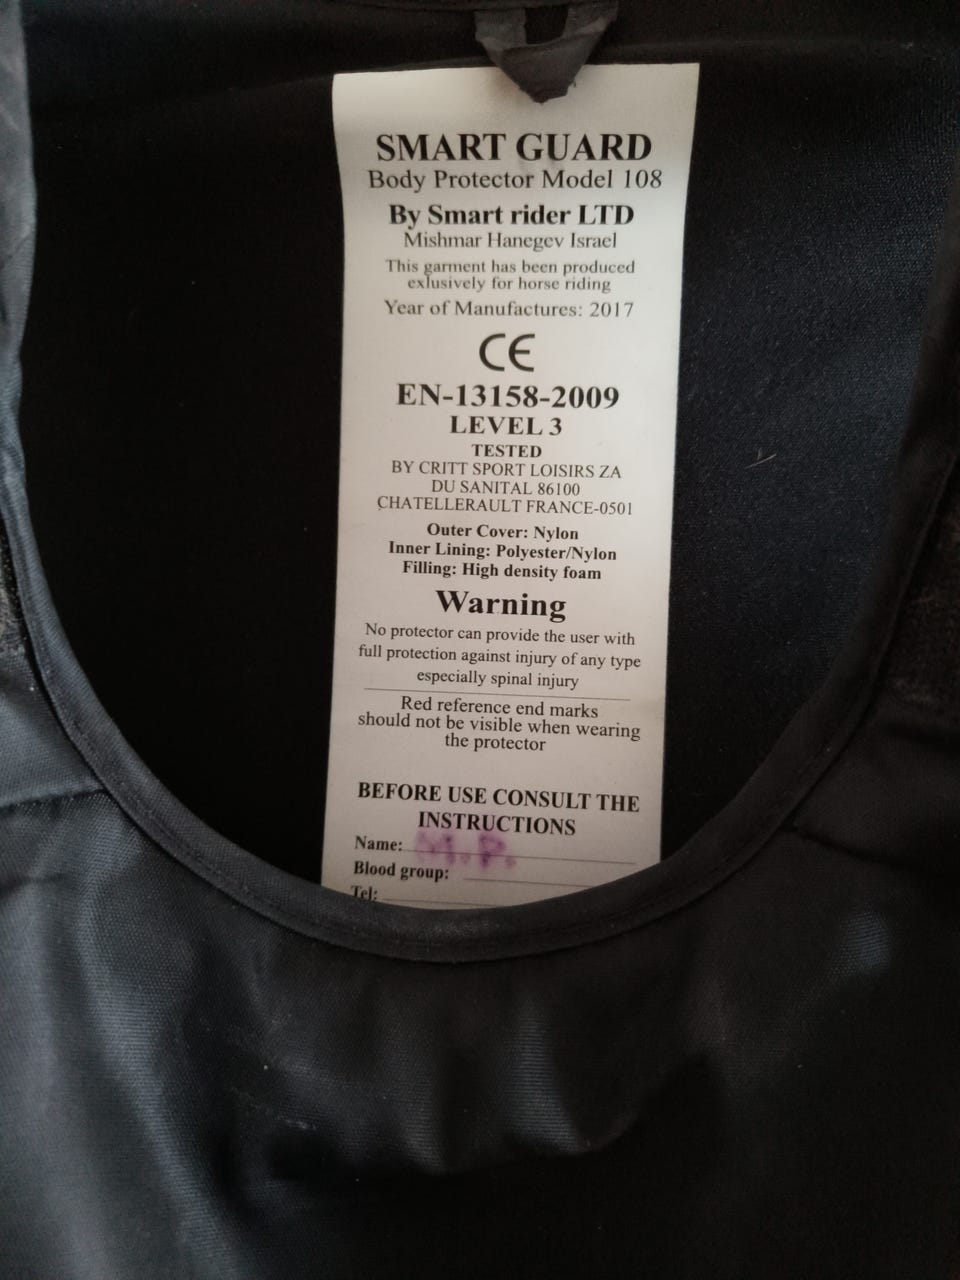 SMART GUARD
Body Protector Model 108
By Smart rider LTD
Mishmar Hanegev Israel
This garment has been produced
exlusively for horse riding
Year of Manufactures: 2017
CE
EN-13158-2009
LEVEL 3
TESTED
BY CRITT SPORT LOISIRS ZA
DU SANITAL 86100
CHATELLERAULT FRANCE-0501
Outer Cover: Nylon
Inner Lining: Polyester/Nylon
Filling: High density foam
Warning
No protector can provide the user with
full protection against injury of any type
especially spinal injury
Red reference end marks
should not be visible when wearing
the protector
BEFORE USE CONSULT THE
INSTRUCTIONS
Name: M.P.
Blood group:
Tel: